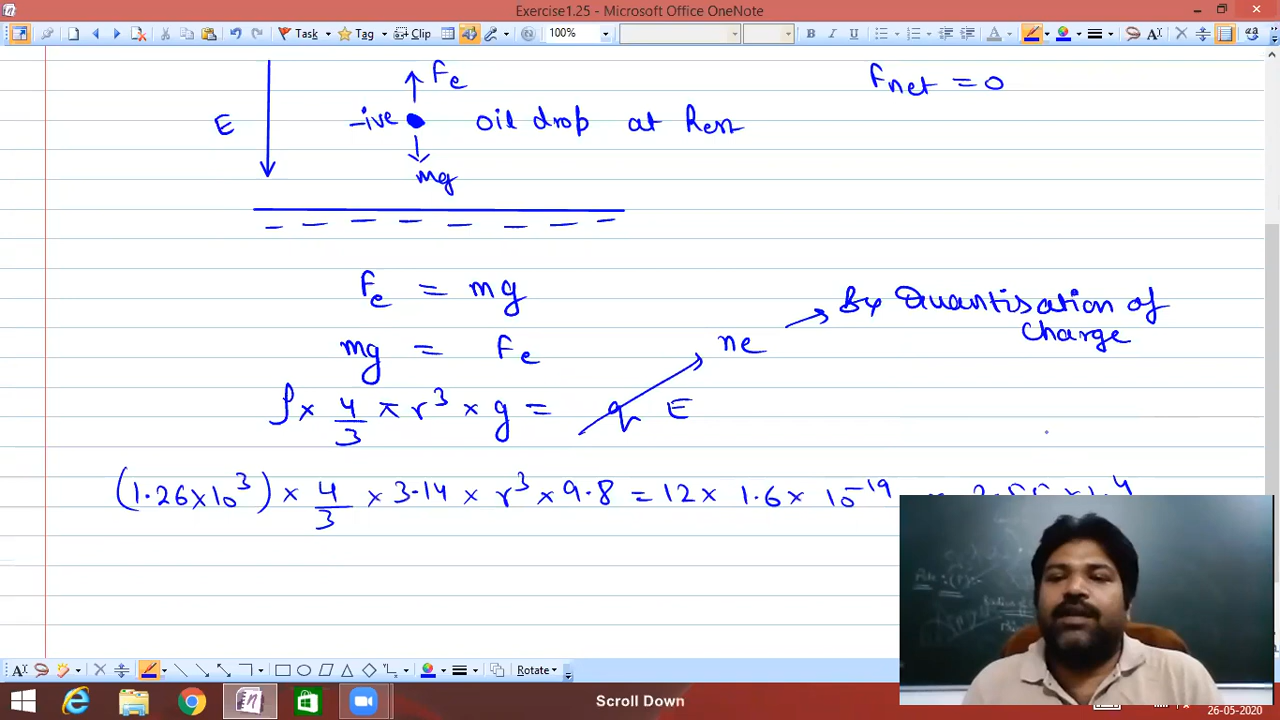 Exercise1.25 - Microsoft Office OneNote
Task Tag Clip 100% B I U A
Fe
Fnet = 0
E -ive oil drop at Rest
mg
Fe = mg
By Quantisation of
Charge
mg = Fe ne
ρ × 4/3 π r³ × g = q E
(1.26×10³) × 4/3 × 3.14 × r³ × 9.8 = 12 × 1.6 × 10⁻¹⁹
Rotate
Scroll Down
26-05-2020